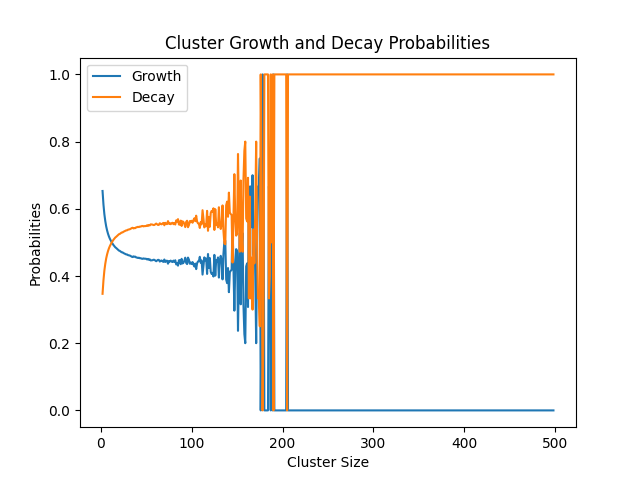 Cluster Growth and Decay Probabilities
Growth
Decay
1.0
0.8
0.6
0.4
0.2
0.0
Probabilities
0 100 200 300 400 500
Cluster Size